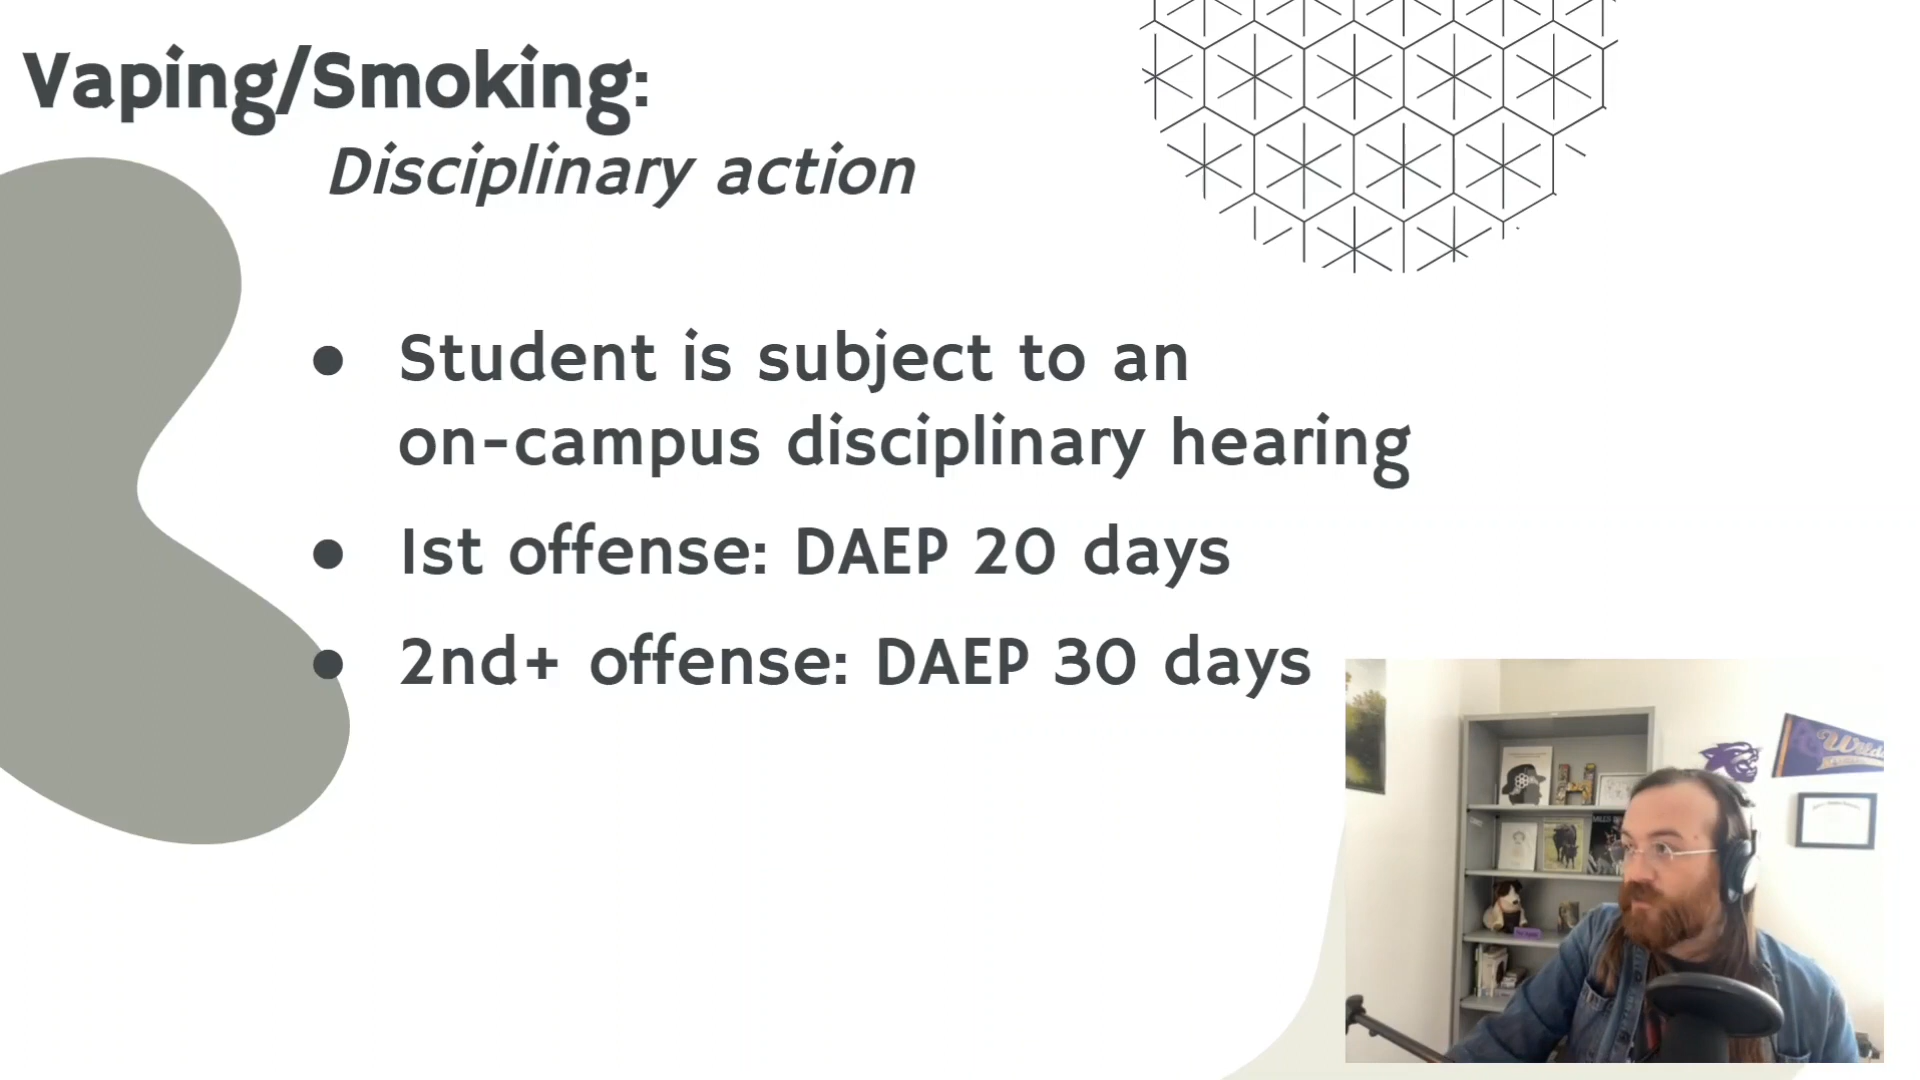 Vaping/Smoking:
Disciplinary action
● Student is subject to an
on-campus disciplinary hearing
● 1st offense: DAEP 20 days
● 2nd+ offense: DAEP 30 days